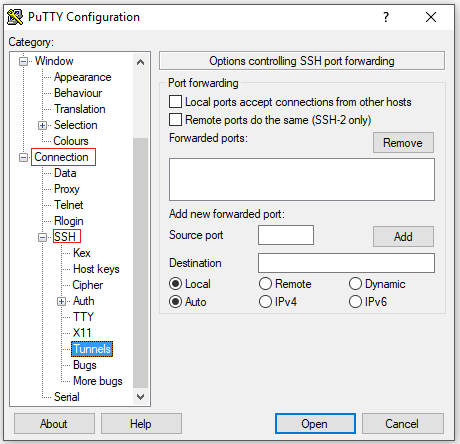 PuTTY Configuration
?
Category:
Window
Appearance
Behaviour
Translation
Selection
Colours
Connection
Data
Proxy
Telnet
Rlogin
SSH
Kex
Host keys
Cipher
Auth
TTY
X11
Tunnels
Bugs
More bugs
Serial
Options controlling SSH port forwarding
Port forwarding
Local ports accept connections from other hosts
Remote ports do the same (SSH-2 only)
Forwarded ports:
Remove
Add new forwarded port:
Source port
Add
Destination
Local Remote Dynamic
Auto IPv4 IPv6
About Help Open Cancel